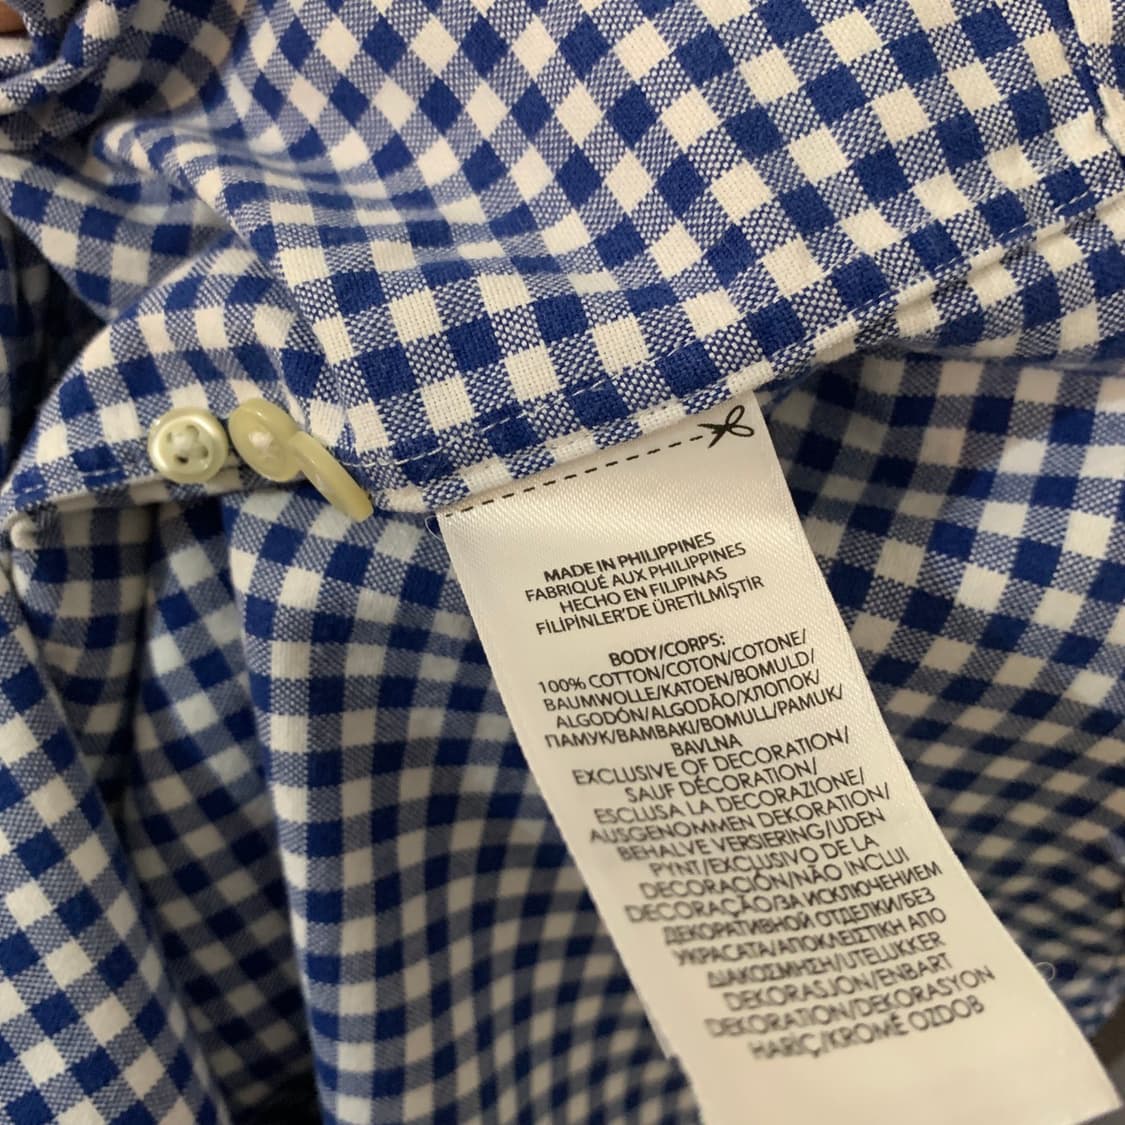 MADE IN PHILIPPINES
FABRIQUÉ AUX PHILIPPINES
HECHO EN FILIPINAS
FİLİPİNLER'DE ÜRETİLMİŞTİR
BODY/CORPS:
100% COTTON/COTON/COTONE/
BAUMWOLLE/KATOEN/BOMULD/
ALGODÓN/ALGODÃO/ХЛОПОК/
ПАМУК/ΒΑΜΒΑΚΙ/BOMULL/PAMUK/
BAVLNA
EXCLUSIVE OF DECORATION/
SAUF DÉCORATION/
ESCLUSA LA DECORAZIONE/
AUSGENOMMEN DEKORATION/
BEHALVE VERSIERING/UDEN
PYNT/EXCLUSIVO DE LA
DECORACIÓN/NÃO INCLUI
DECORAÇÃO/ЗА ИСКЛЮЧЕНИЕМ
ДЕКОРАТИВНОЙ ОТДЕЛКИ/БЕЗ
УКРАСАТА/ΑΠΟΚΛΕΙΣΤΙΚΗ ΑΠΟ
ΔΙΑΚΟΣΜΗΣΗ/UTELUKKER
DEKORASJON/ENBART
DEKORATION/DEKORASYON
HARİÇ/KROMĚ OZDOB